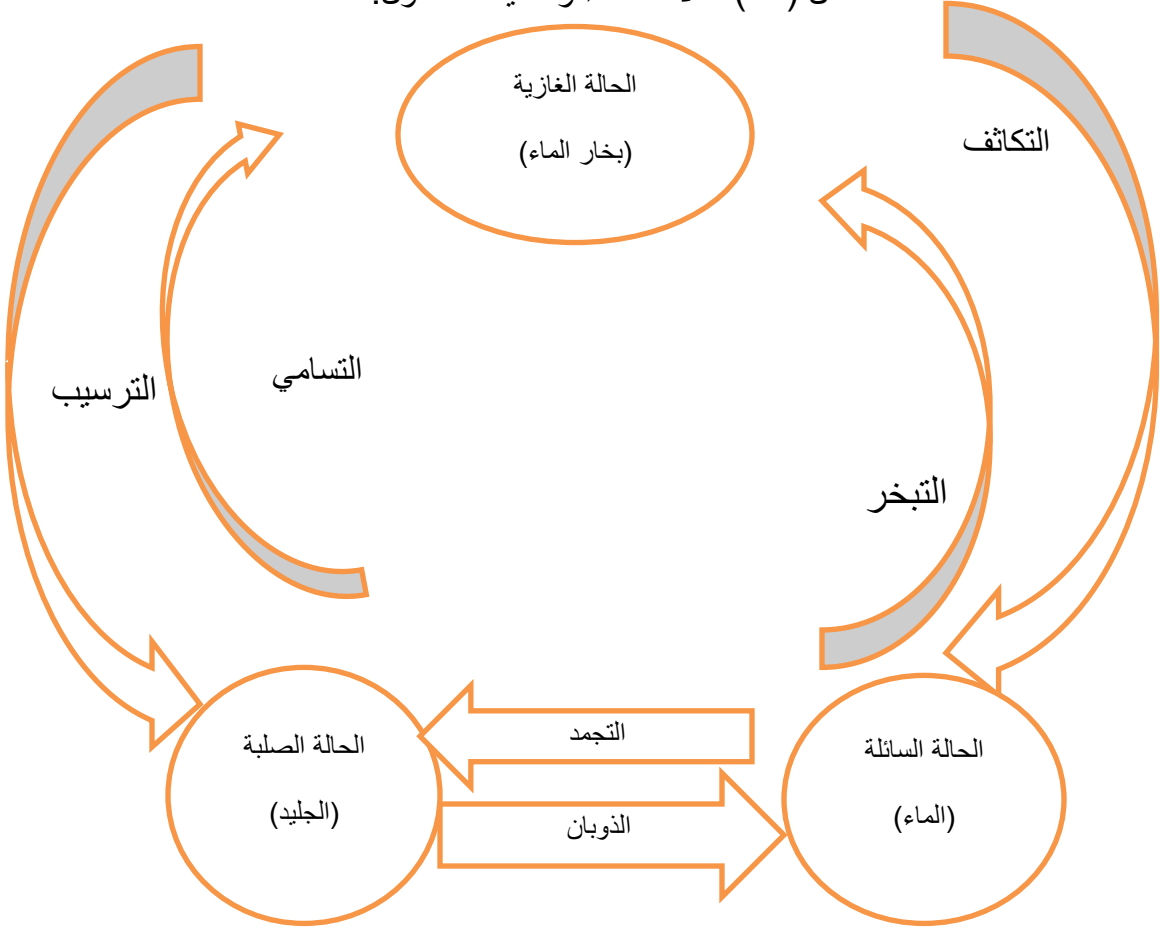 الحالة الغازية
(بخار الماء)
التكاثف
التسامي
الترسيب
التبخر
التجمد
الحالة الصلبة
(الجليد)
الحالة السائلة
(الماء)
الذوبان